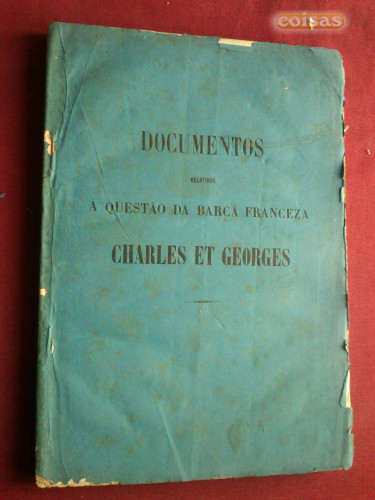 coisas
DOCUMENTOS
RELATIVOS
Á QUESTÃO DA BARCA FRANCEZA
CHARLES ET GEORGES